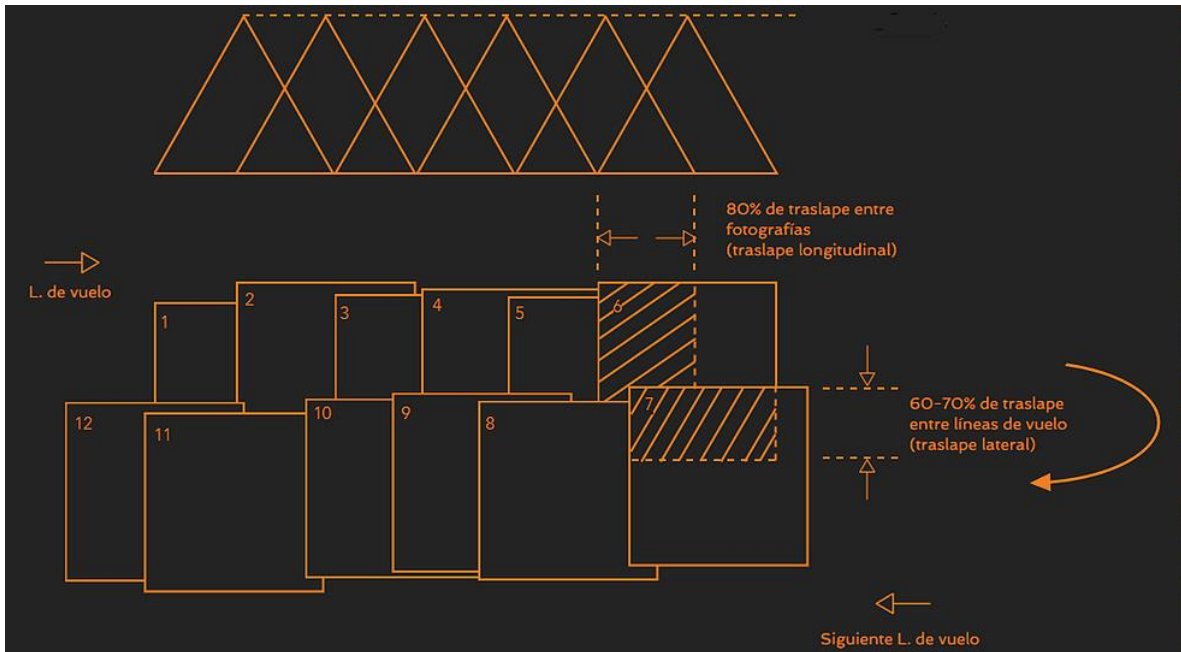 80% de traslape entre
fotografías
(traslape longitudinal)
L. de vuelo
1
2
3
4
5
6
60-70% de traslape
entre líneas de vuelo
(traslape lateral)
12
11
10
9
8
7
Siguiente L. de vuelo